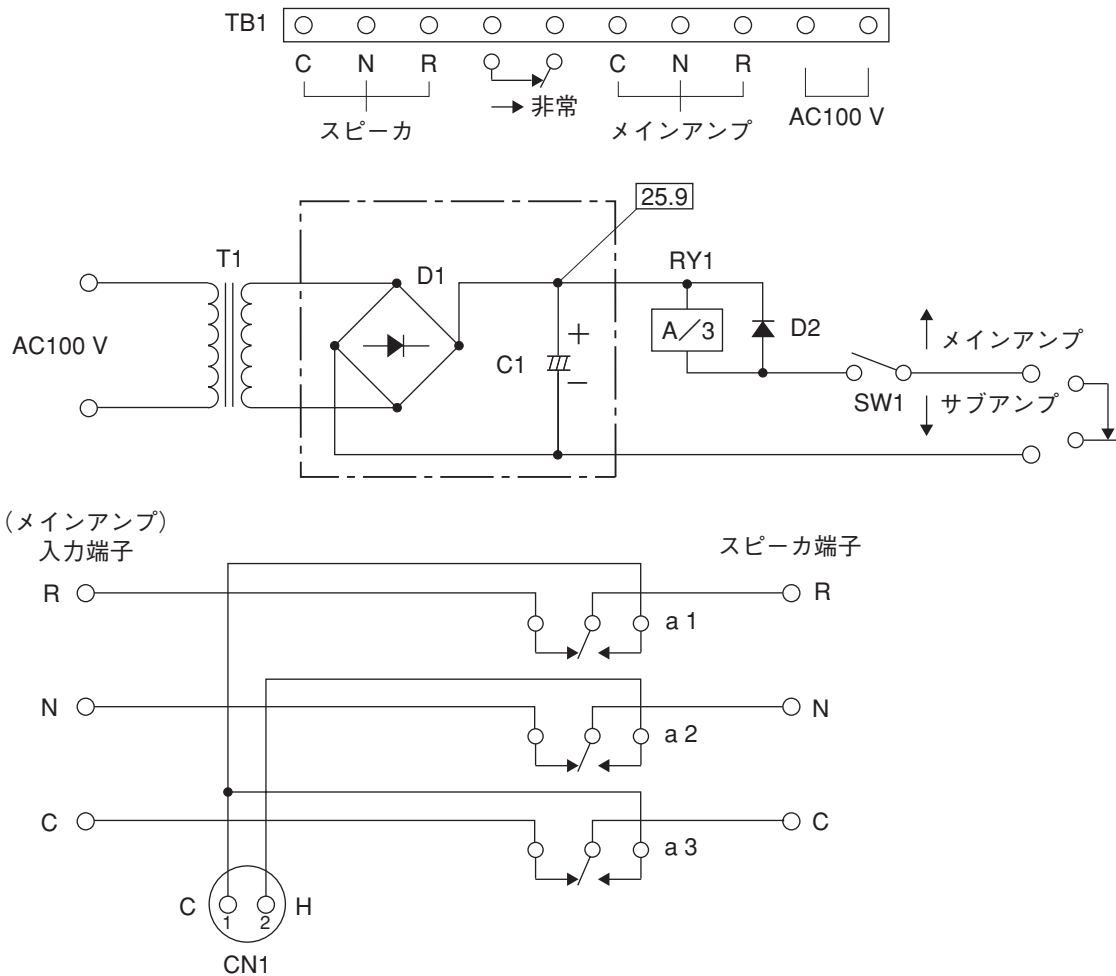 TB1
C N R C N R
スピーカ
→ 非常
メインアンプ
AC100 V
25.9
T1
D1
RY1
AC100 V
C1
+
−
A/3
D2
メインアンプ
SW1
サブアンプ
(メインアンプ)
入力端子
スピーカ端子
R
a 1
R
N
a 2
N
C
a 3
C
C 1 2 H
CN1